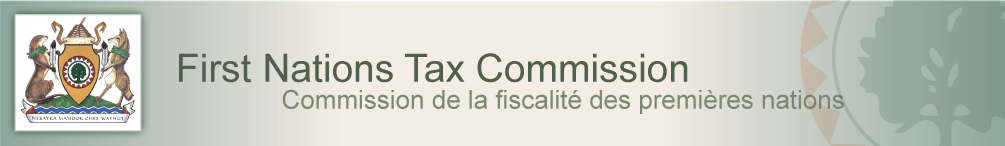 First Nations Tax Commission
Commission de la fiscalité des premières nations